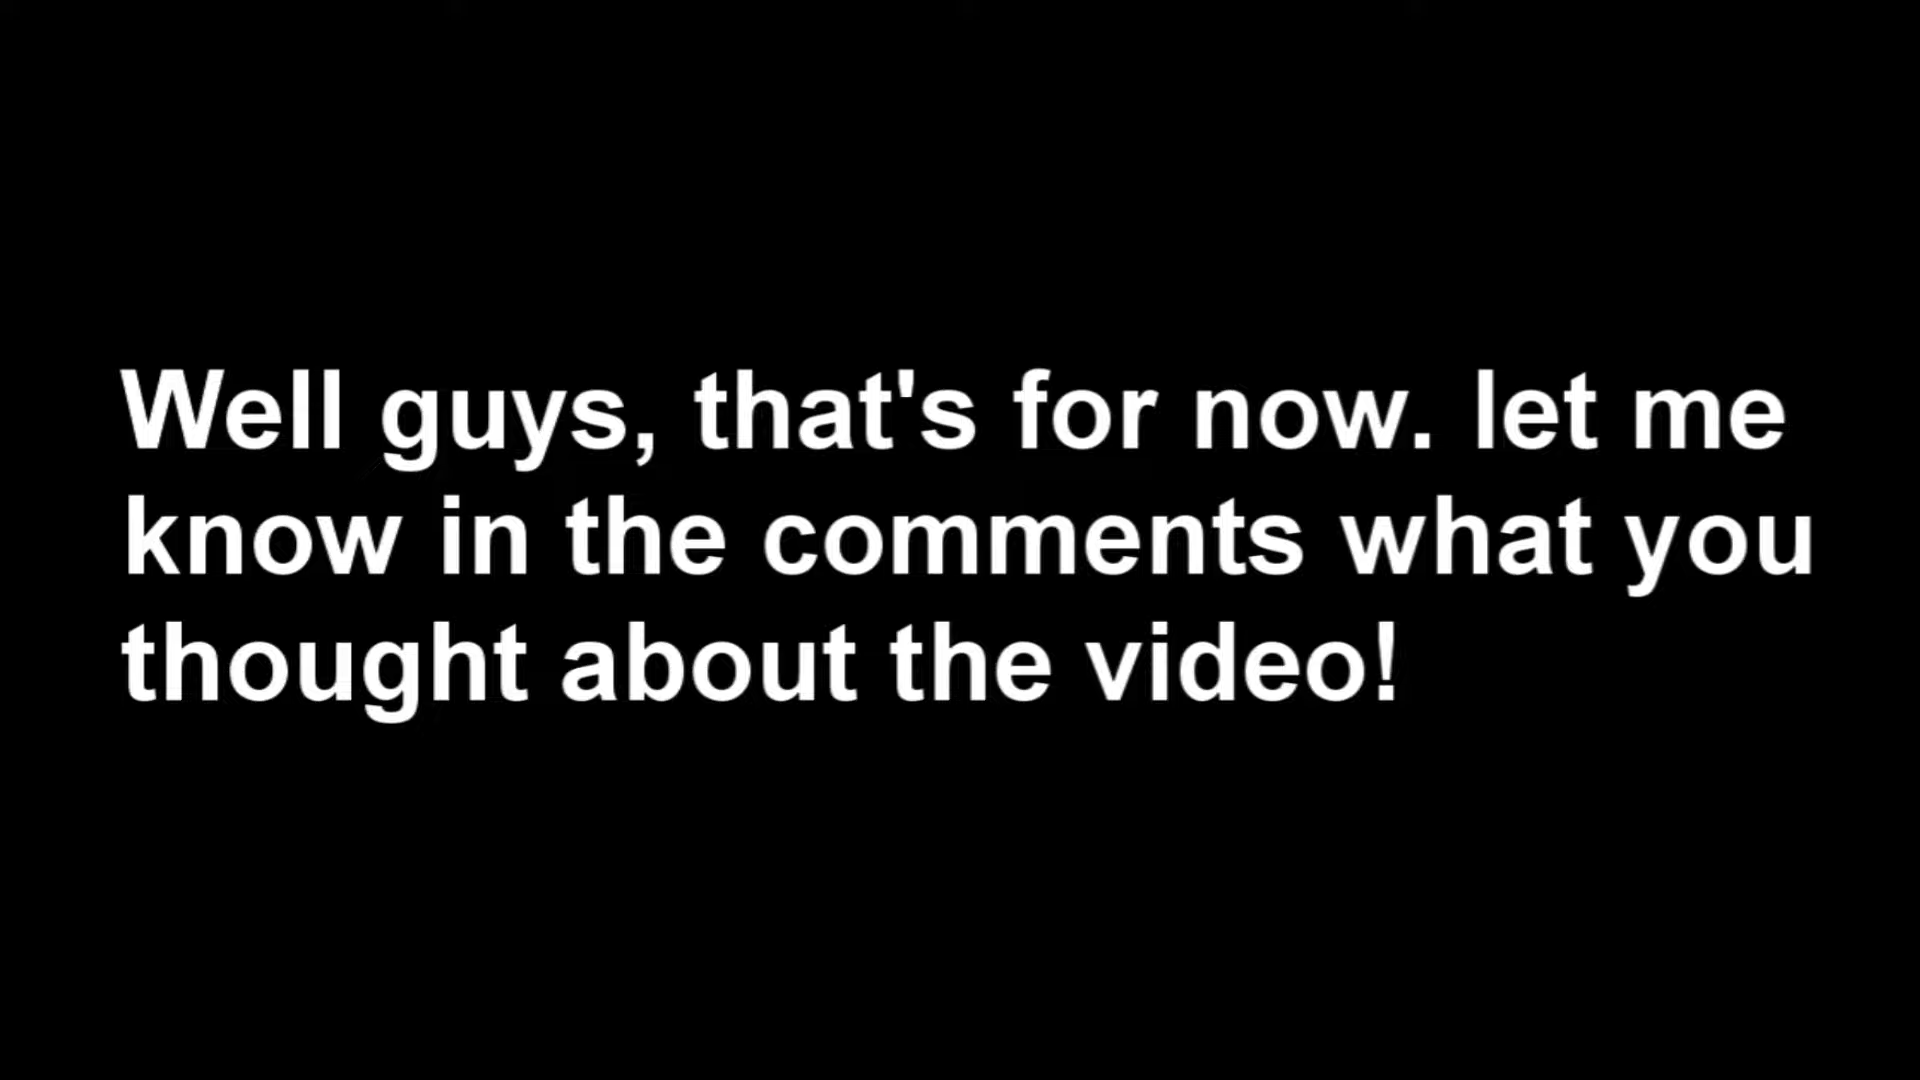 Well guys, that's for now. let me
know in the comments what you
thought about the video!